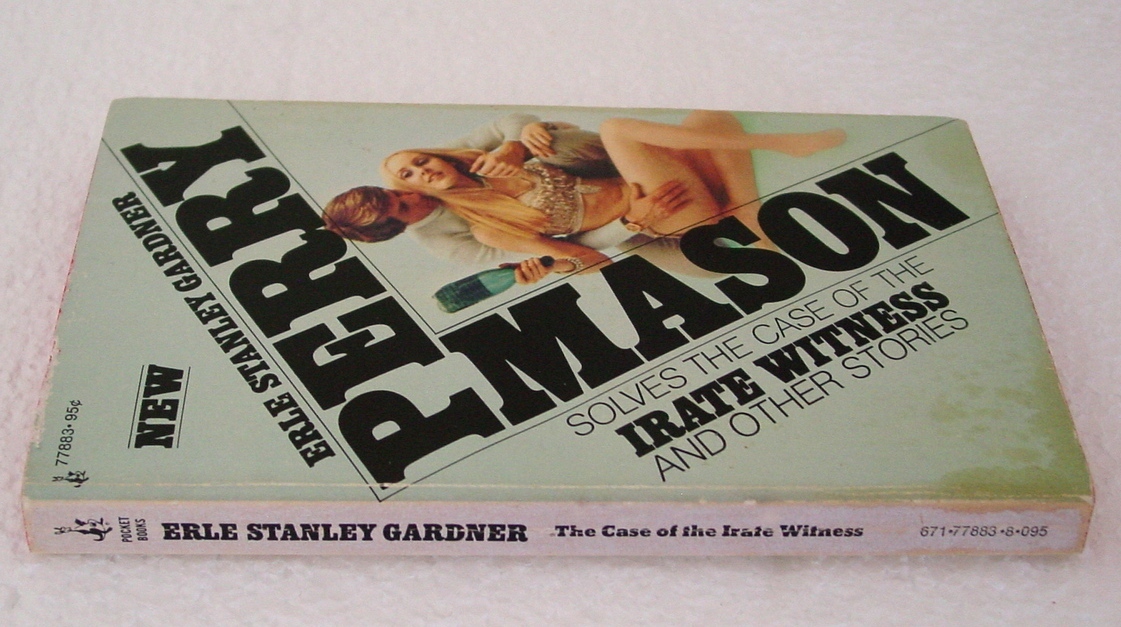 77883•95¢
NEW
ERLE STANLEY GARDNER
PERRY
MASON
SOLVES THE CASE OF THE
IRATE WITNESS
AND OTHER STORIES
POCKET
BOOKS
ERLE STANLEY GARDNER
The Case of the Irate Witness
671•77883•8•095